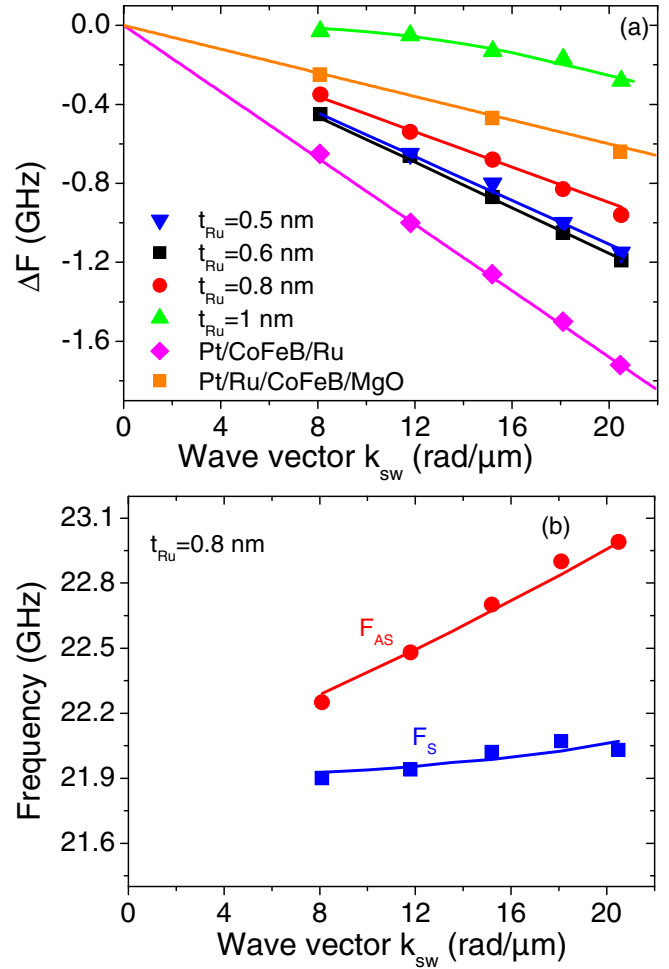 (a)
0.0
-0.4
-0.8
-1.2
-1.6
ΔF (GHz)
t_Ru=0.5 nm
t_Ru=0.6 nm
t_Ru=0.8 nm
t_Ru=1 nm
Pt/CoFeB/Ru
Pt/Ru/CoFeB/MgO
0 4 8 12 16 20
Wave vector k_sw (rad/μm)
(b)
t_Ru=0.8 nm
23.1
22.8
22.5
22.2
21.9
21.6
Frequency (GHz)
F_AS
F_S
0 4 8 12 16 20
Wave vector k_sw (rad/μm)